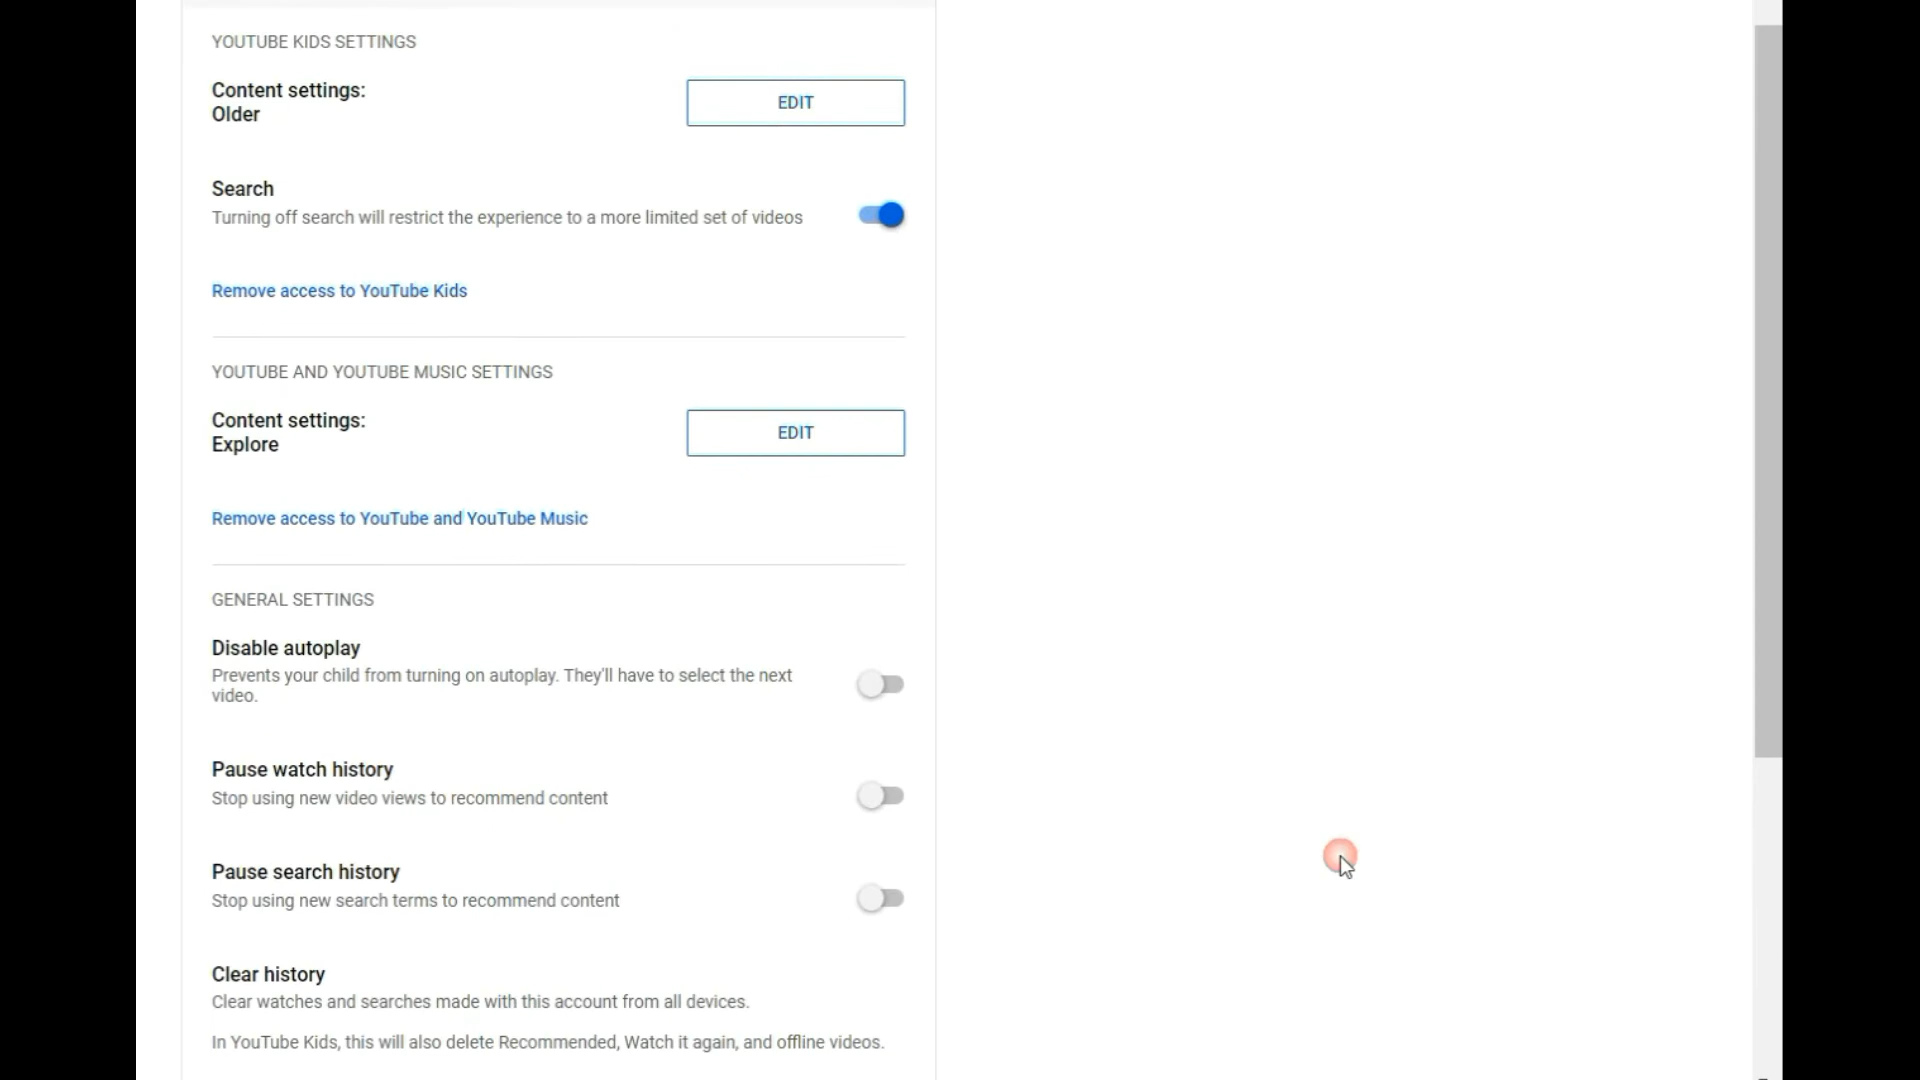 YOUTUBE KIDS SETTINGS
Content settings:
Older
EDIT
Search
Turning off search will restrict the experience to a more limited set of videos
Remove access to YouTube Kids
YOUTUBE AND YOUTUBE MUSIC SETTINGS
Content settings:
Explore
EDIT
Remove access to YouTube and YouTube Music
GENERAL SETTINGS
Disable autoplay
Prevents your child from turning on autoplay. They'll have to select the next
video.
Pause watch history
Stop using new video views to recommend content
Pause search history
Stop using new search terms to recommend content
Clear history
Clear watches and searches made with this account from all devices.
In YouTube Kids, this will also delete Recommended, Watch it again, and offline videos.